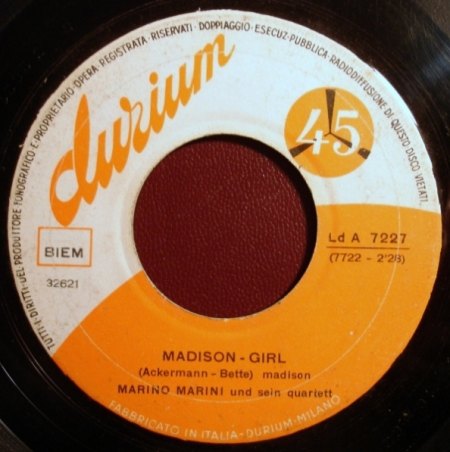 TUTTI I DIRITTI DEL PRODUTTORE FONOGRAFICO E PROPRIETARIO OPERA REGISTRATA - RISERVATI - DOPPIAGGIO - ESECUZ. PUBBLICA RADIODIFFUSIONE DI QUESTO DISCO VIETATI.
durium
45
BIEM
32621
Ld A 7227
(7722 - 2'28)
MADISON - GIRL
(Ackermann - Bette) madison
MARINO MARINI und sein quartett
FABBRICATO IN ITALIA - DURIUM - MILANO